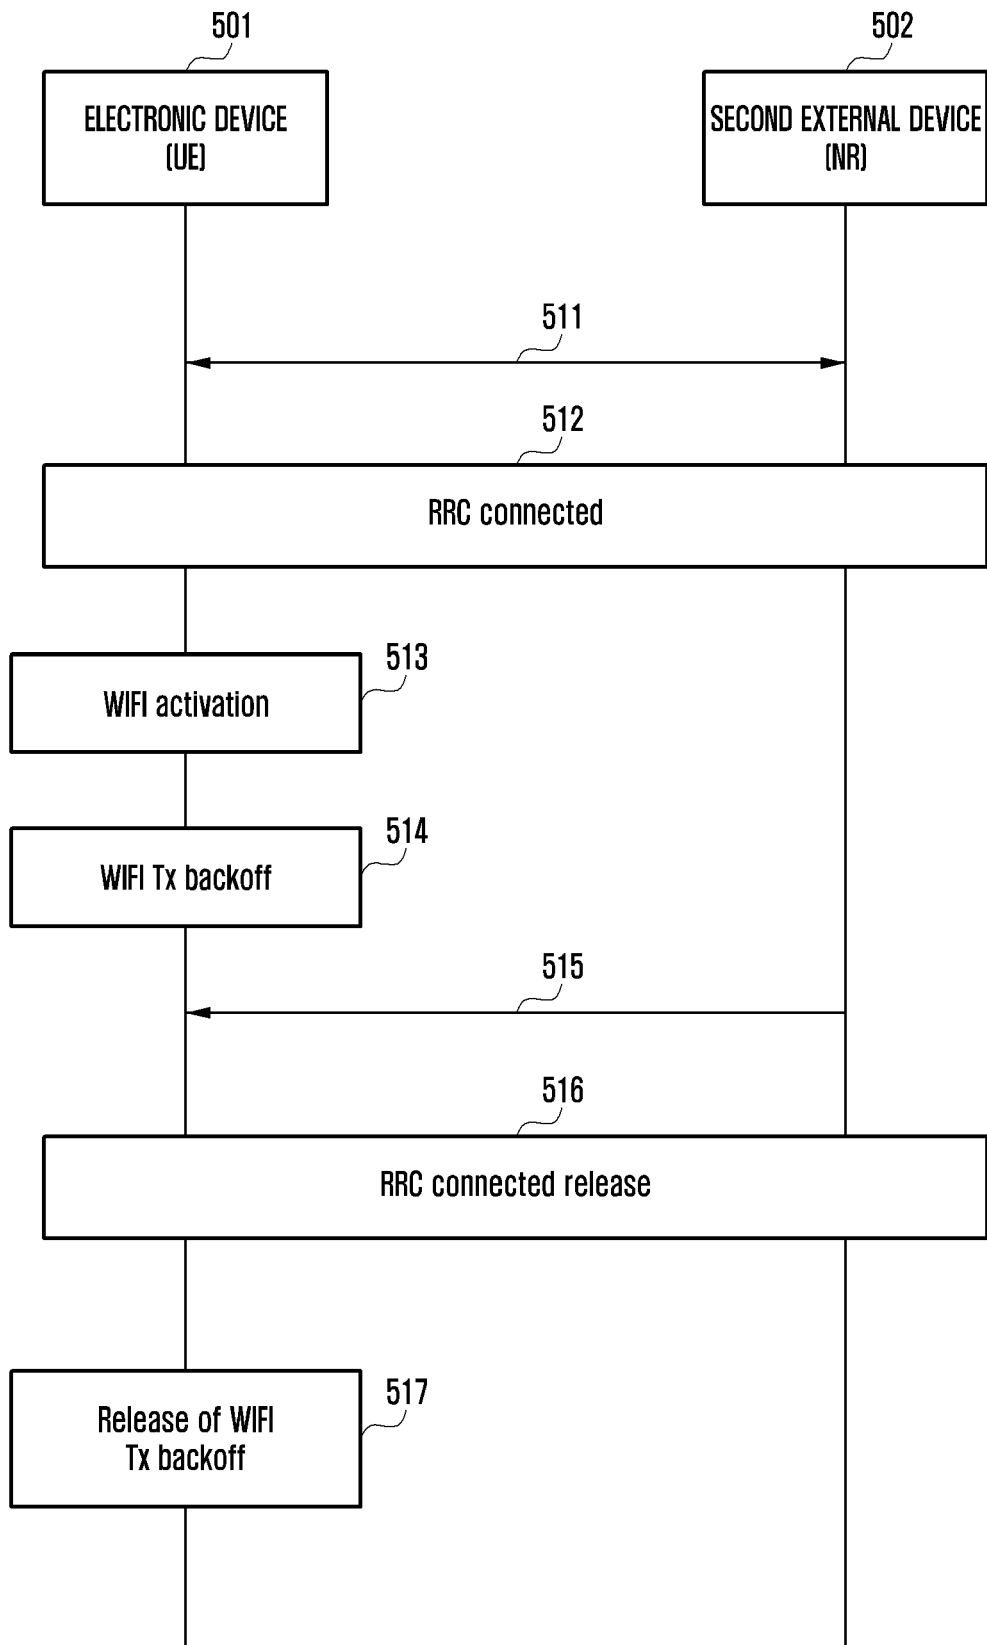 501
502
ELECTRONIC DEVICE
(UE)
SECOND EXTERNAL DEVICE
(NR)
511
512
RRC connected
513
WIFI activation
514
WIFI Tx backoff
515
516
RRC connected release
517
Release of WIFI
Tx backoff